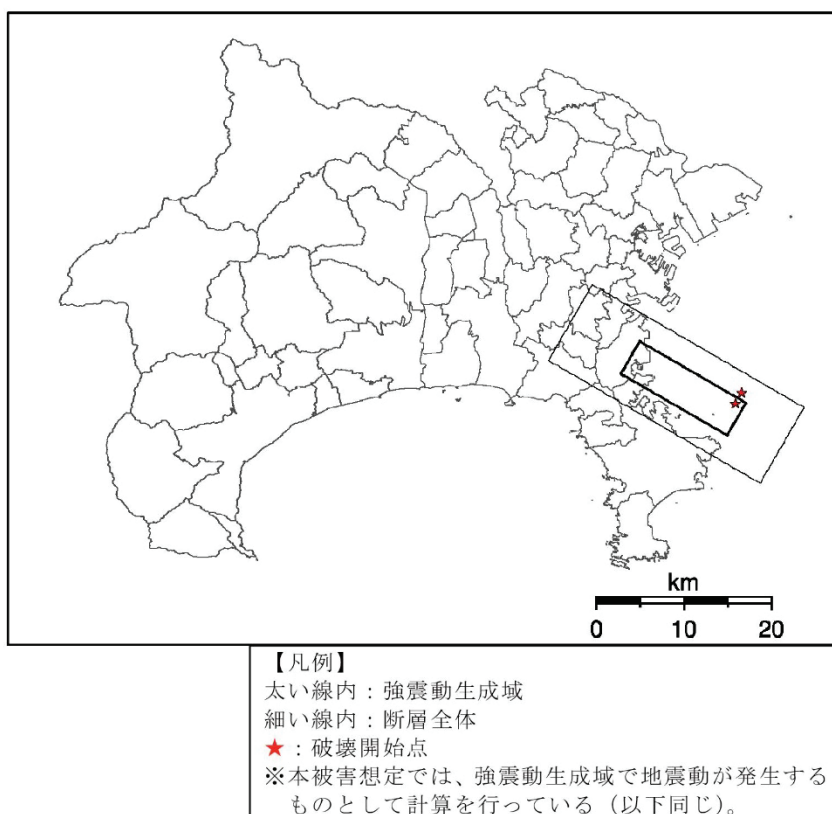 km
0 10 20
【凡例】
太い線内:強震動生成域
細い線内:断層全体
★:破壊開始点
※本被害想定では、強震動生成域で地震動が発生する
ものとして計算を行っている(以下同じ)。